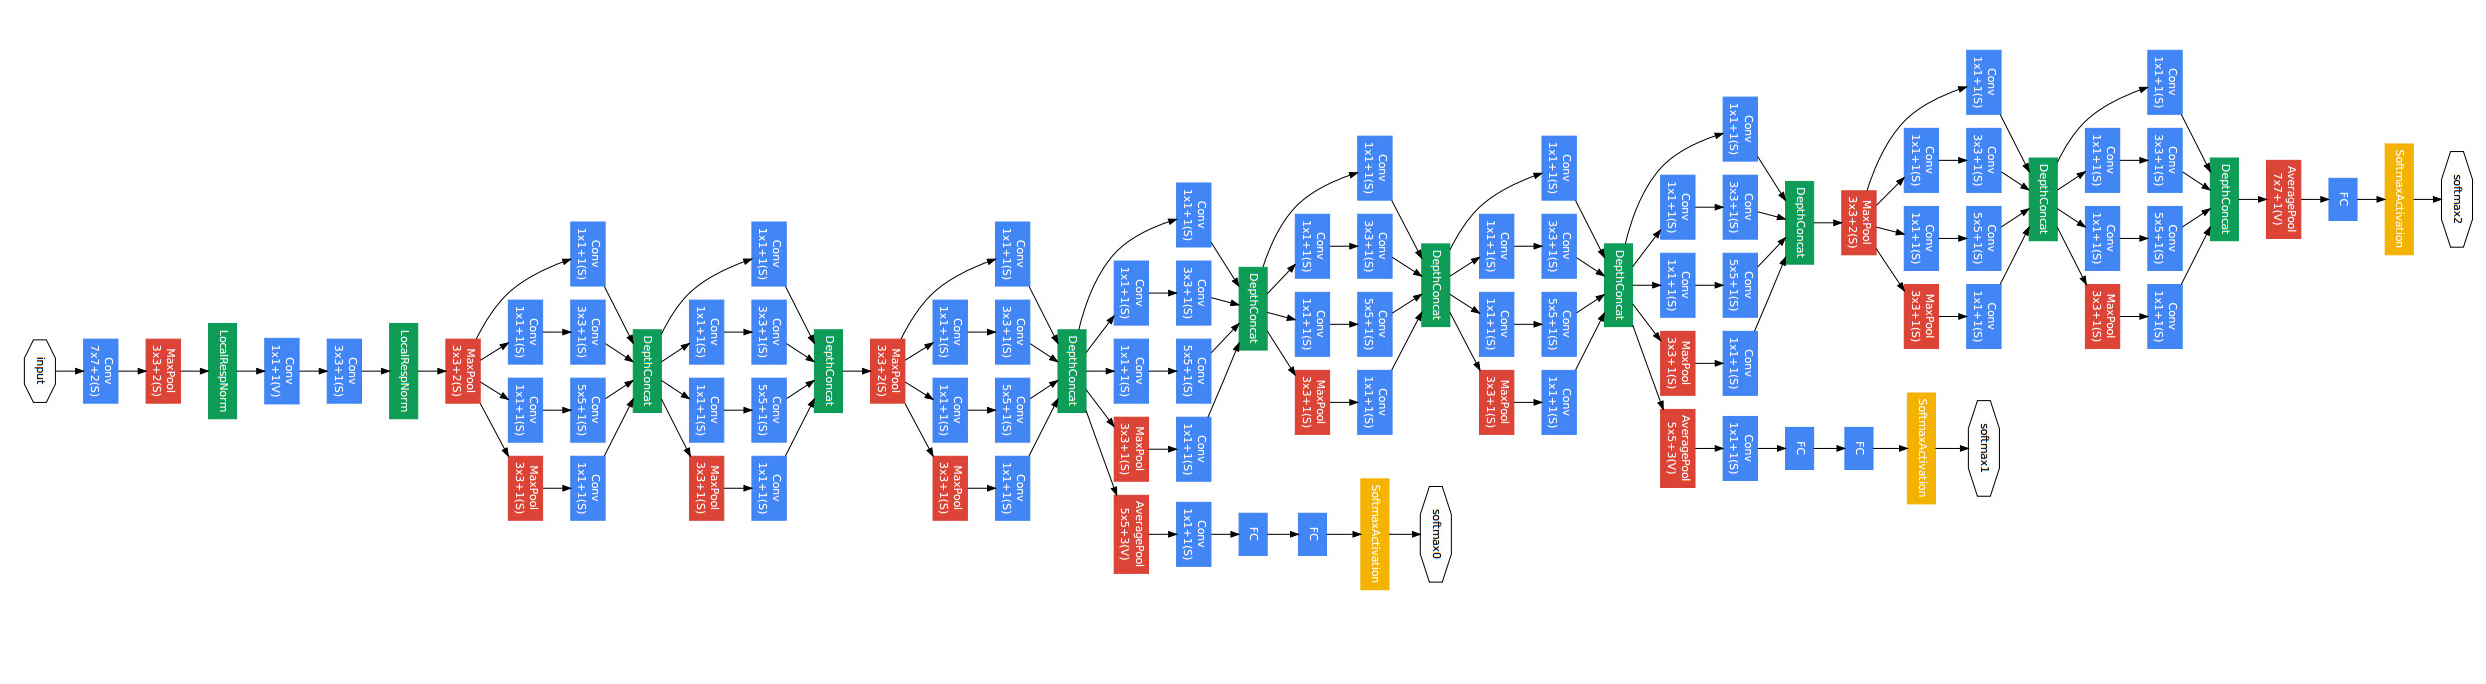 input
Conv
7x7+2(S)
MaxPool
3x3+2(S)
LocalRespNorm
Conv
1x1+1(V)
Conv
3x3+1(S)
LocalRespNorm
MaxPool
3x3+2(S)
Conv
1x1+1(S)
Conv
1x1+1(S)
MaxPool
3x3+1(S)
Conv
1x1+1(S)
Conv
3x3+1(S)
Conv
5x5+1(S)
Conv
1x1+1(S)
DepthConcat
Conv
1x1+1(S)
Conv
1x1+1(S)
MaxPool
3x3+1(S)
Conv
1x1+1(S)
Conv
3x3+1(S)
Conv
5x5+1(S)
Conv
1x1+1(S)
DepthConcat
MaxPool
3x3+2(S)
Conv
1x1+1(S)
Conv
1x1+1(S)
MaxPool
3x3+1(S)
Conv
1x1+1(S)
Conv
3x3+1(S)
Conv
5x5+1(S)
Conv
1x1+1(S)
DepthConcat
Conv
1x1+1(S)
Conv
1x1+1(S)
MaxPool
3x3+1(S)
AveragePool
5x5+3(V)
Conv
1x1+1(S)
Conv
3x3+1(S)
Conv
5x5+1(S)
Conv
1x1+1(S)
Conv
1x1+1(S)
DepthConcat
FC
FC
SoftmaxActivation
softmax0
Conv
1x1+1(S)
Conv
1x1+1(S)
MaxPool
3x3+1(S)
Conv
1x1+1(S)
Conv
3x3+1(S)
Conv
5x5+1(S)
Conv
1x1+1(S)
DepthConcat
Conv
1x1+1(S)
Conv
1x1+1(S)
MaxPool
3x3+1(S)
Conv
1x1+1(S)
Conv
3x3+1(S)
Conv
5x5+1(S)
Conv
1x1+1(S)
DepthConcat
Conv
1x1+1(S)
Conv
1x1+1(S)
MaxPool
3x3+1(S)
AveragePool
5x5+3(V)
Conv
1x1+1(S)
Conv
3x3+1(S)
Conv
5x5+1(S)
Conv
1x1+1(S)
Conv
1x1+1(S)
DepthConcat
FC
FC
SoftmaxActivation
softmax1
MaxPool
3x3+2(S)
Conv
1x1+1(S)
Conv
1x1+1(S)
MaxPool
3x3+1(S)
Conv
1x1+1(S)
Conv
3x3+1(S)
Conv
5x5+1(S)
Conv
1x1+1(S)
DepthConcat
Conv
1x1+1(S)
Conv
1x1+1(S)
MaxPool
3x3+1(S)
Conv
1x1+1(S)
Conv
3x3+1(S)
Conv
5x5+1(S)
Conv
1x1+1(S)
DepthConcat
AveragePool
7x7+1(V)
FC
SoftmaxActivation
softmax2